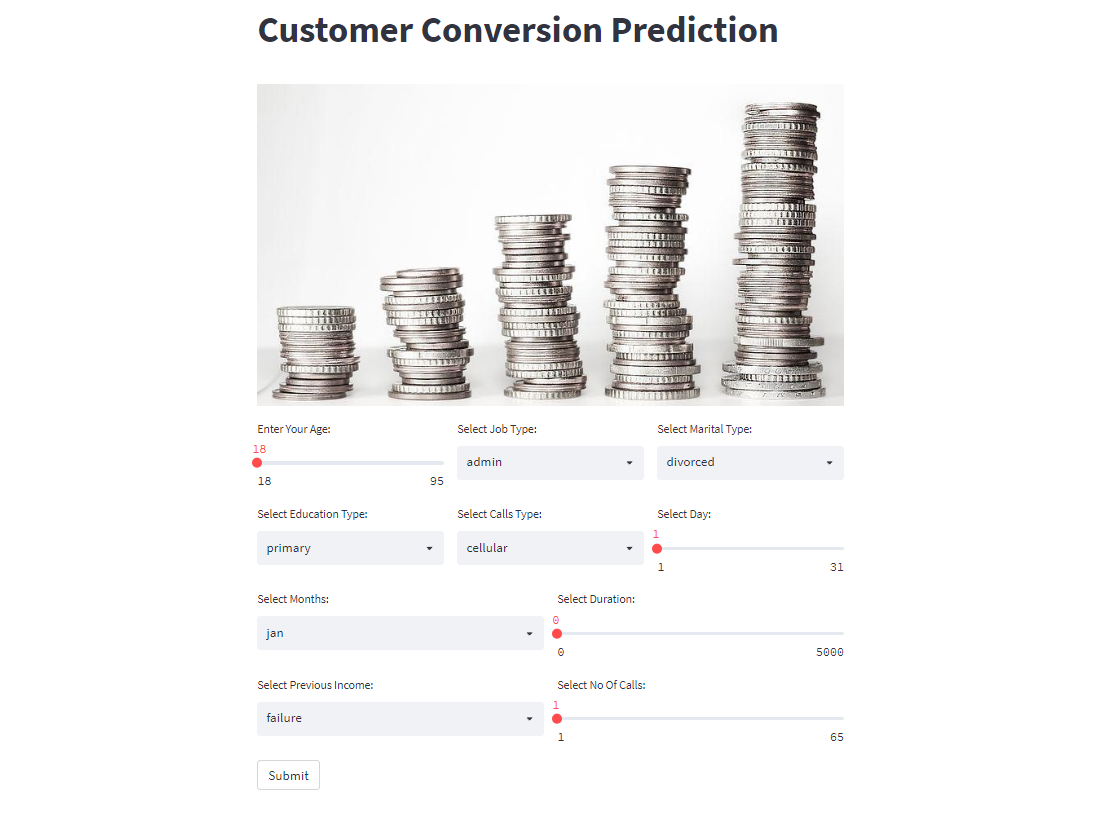 Customer Conversion Prediction
Enter Your Age: Select Job Type: Select Marital Type:
18
admin divorced
18 95
Select Education Type: Select Calls Type: Select Day:
1
primary cellular
1 31
Select Months: Select Duration:
0
jan
0 5000
Select Previous Income: Select No Of Calls:
1
failure
1 65
Submit